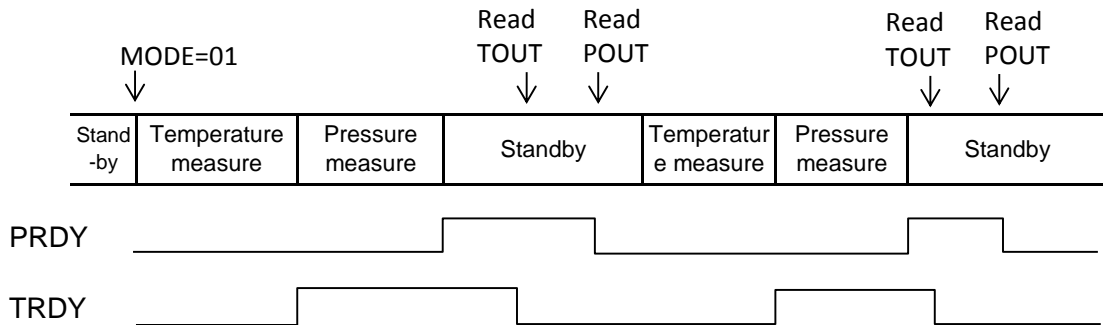 Read
TOUT
Read
POUT
Read
TOUT
Read
POUT
MODE=01
Stand
-by
Temperature
measure
Pressure
measure
Standby
Temperatur
e measure
Pressure
measure
Standby
PRDY
TRDY